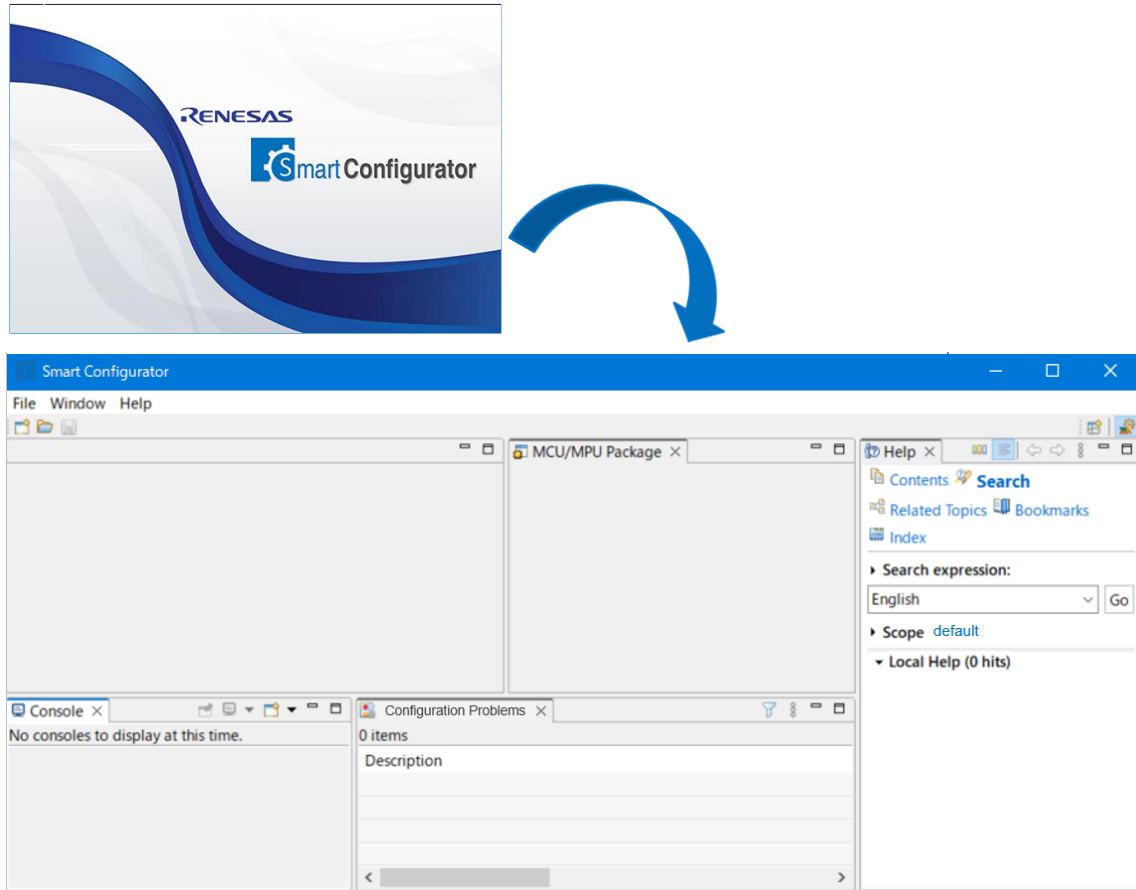 RENESAS
Smart Configurator
Smart Configurator
File Window Help
MCU/MPU Package
Help
Contents Search
Related Topics Bookmarks
Index
Search expression:
English Go
Scope default
Local Help (0 hits)
Console
No consoles to display at this time.
Configuration Problems
0 items
Description